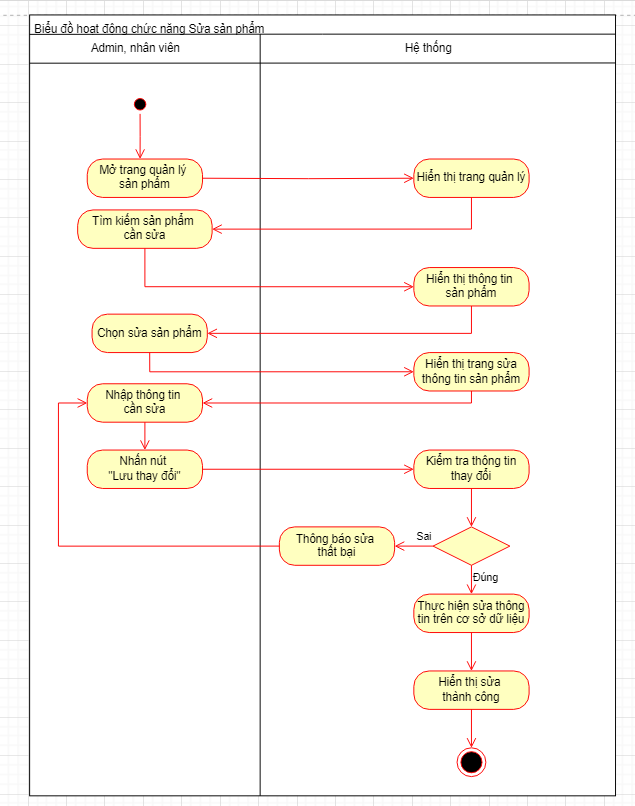 Biểu đồ hoạt động chức năng Sửa sản phẩm
Admin, nhân viên
Hệ thống
Mở trang quản lý
sản phẩm
Hiển thị trang quản lý
Tìm kiếm sản phẩm
cần sửa
Hiển thị thông tin
sản phẩm
Chọn sửa sản phẩm
Hiển thị trang sửa
thông tin sản phẩm
Nhập thông tin
cần sửa
Nhấn nút
"Lưu thay đổi"
Kiểm tra thông tin
thay đổi
Sai
Thông báo sửa
thất bại
Đúng
Thực hiện sửa thông
tin trên cơ sở dữ liệu
Hiển thị sửa
thành công